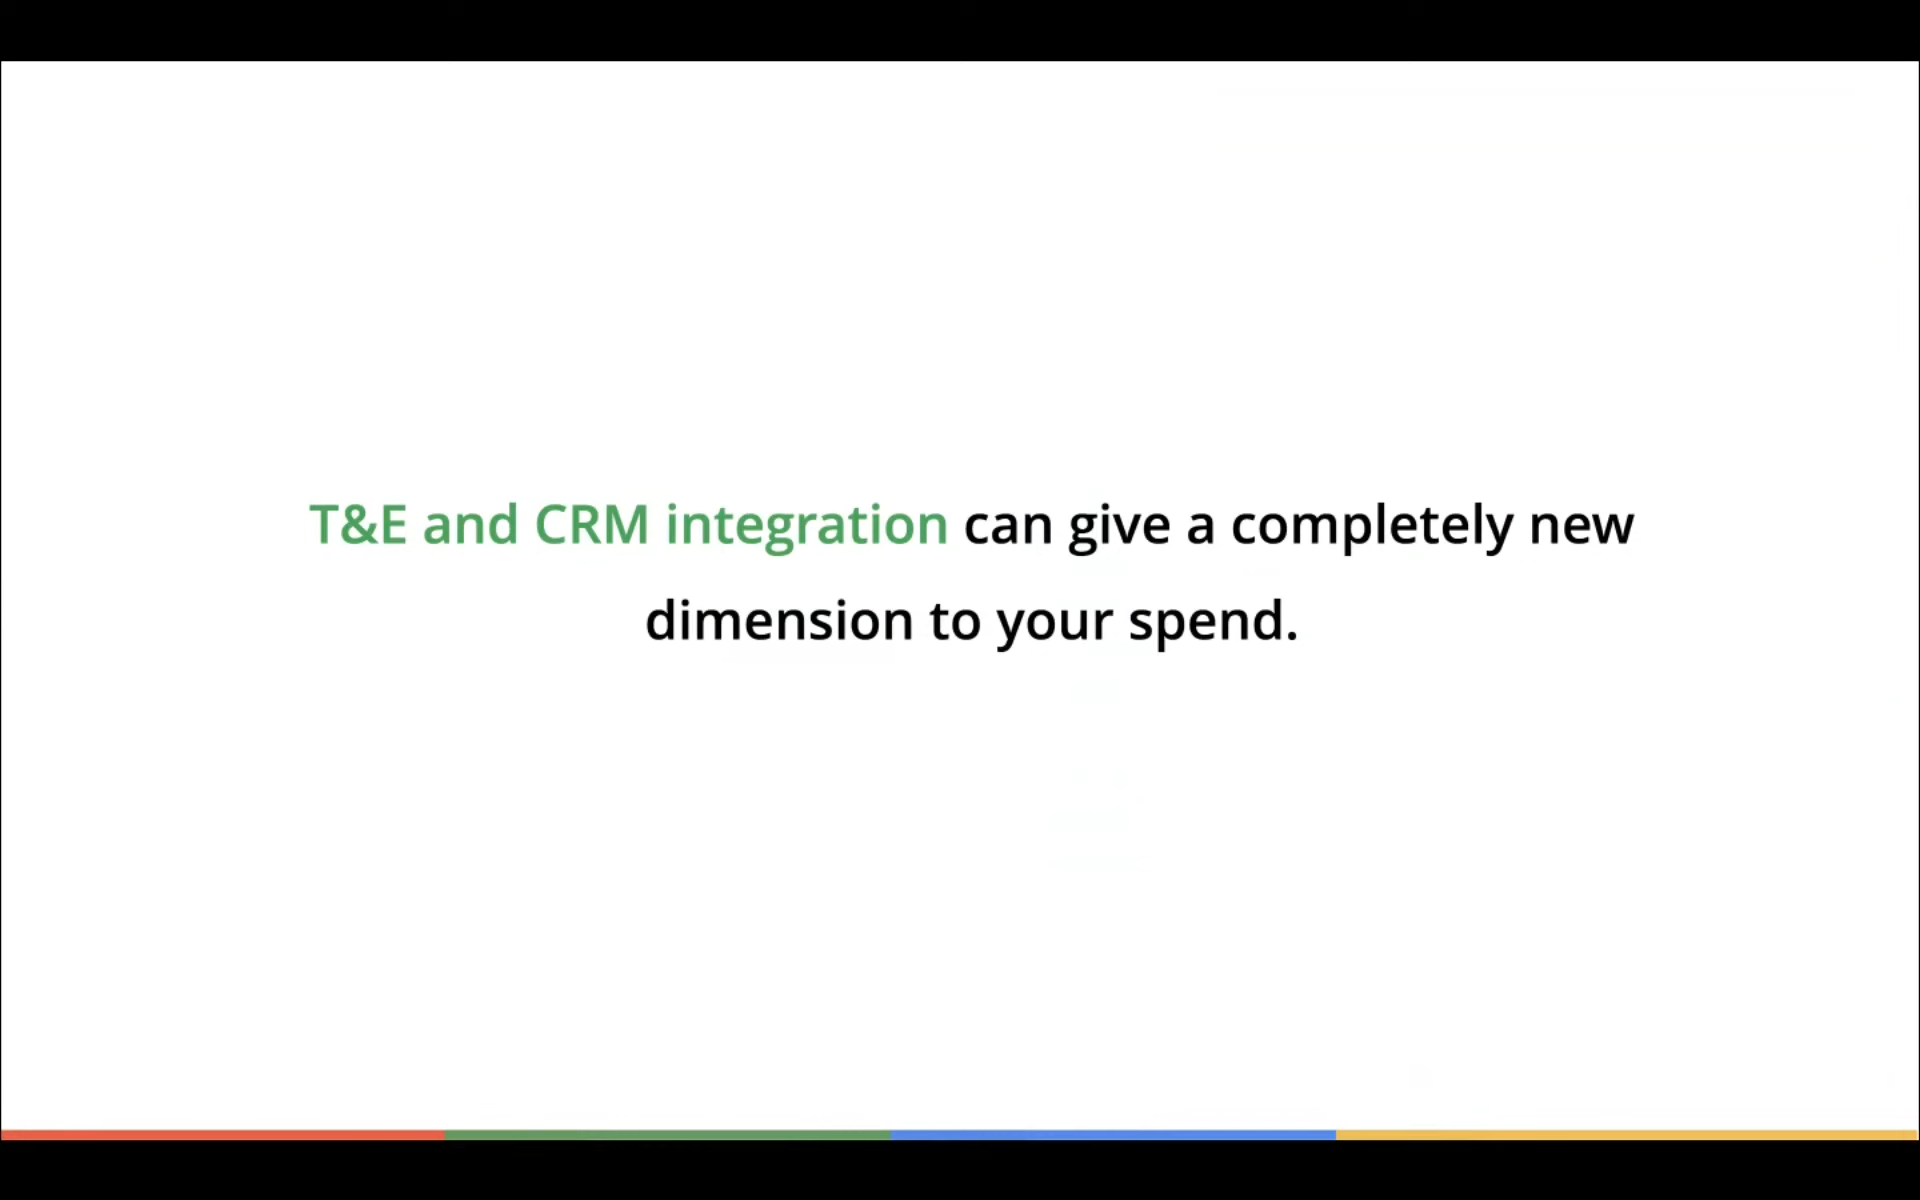 T&E and CRM integration can give a completely new
dimension to your spend.